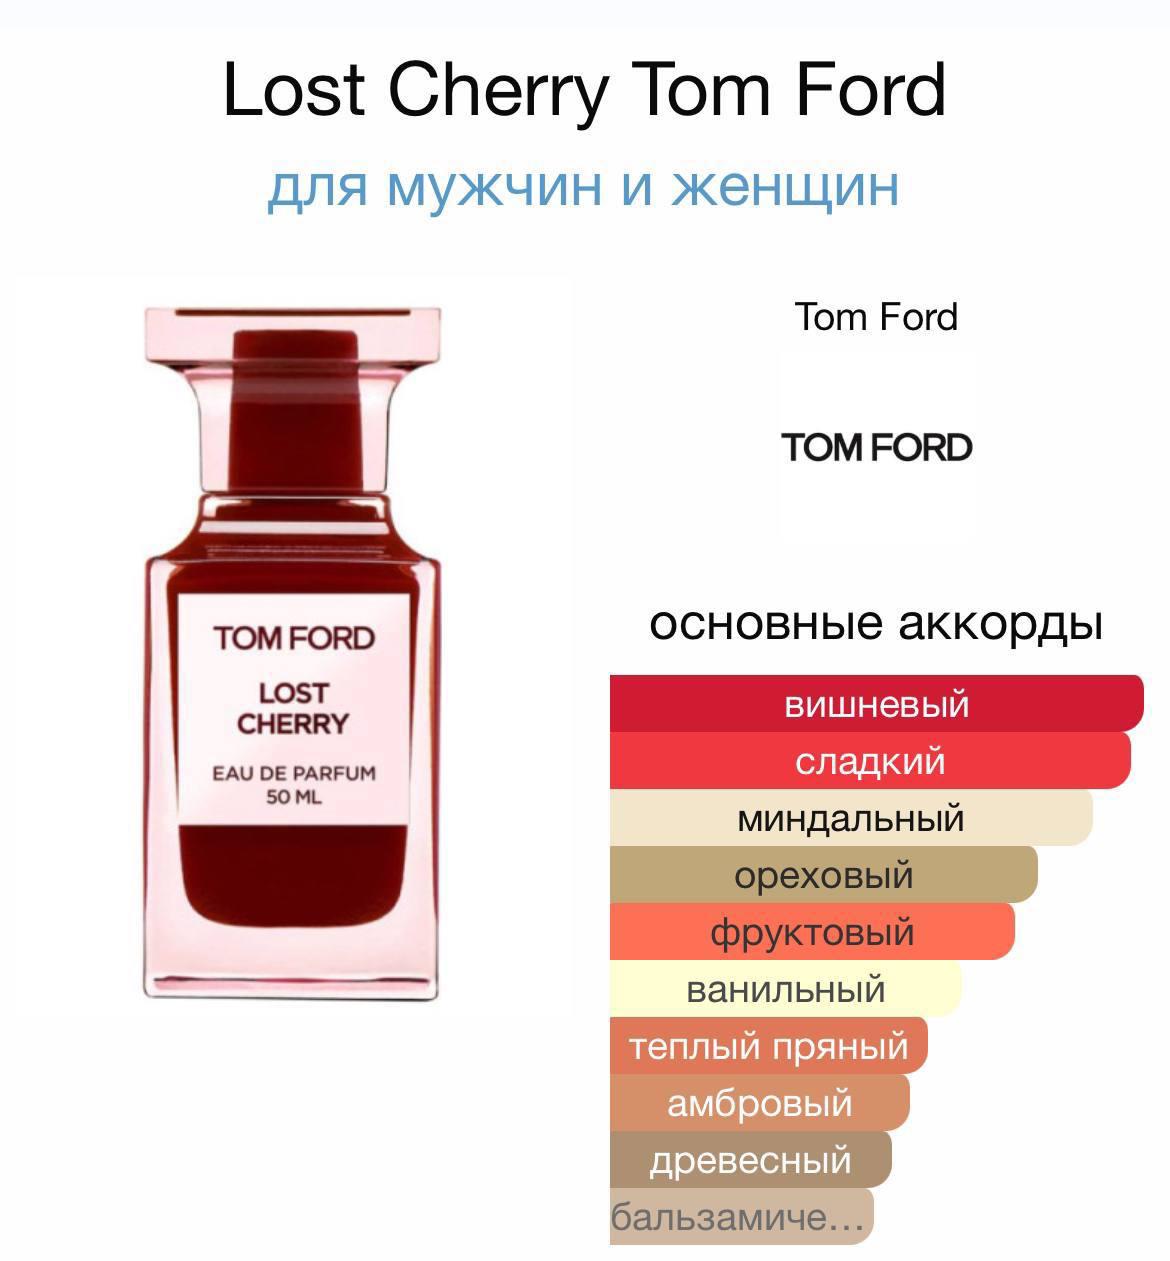 Lost Cherry Tom Ford
для мужчин и женщин
Tom Ford
TOM FORD
TOM FORD
LOST
CHERRY
EAU DE PARFUM
50 ML
основные аккорды
вишневый
сладкий
миндальный
ореховый
фруктовый
ванильный
теплый пряный
амбровый
древесный
бальзамиче...